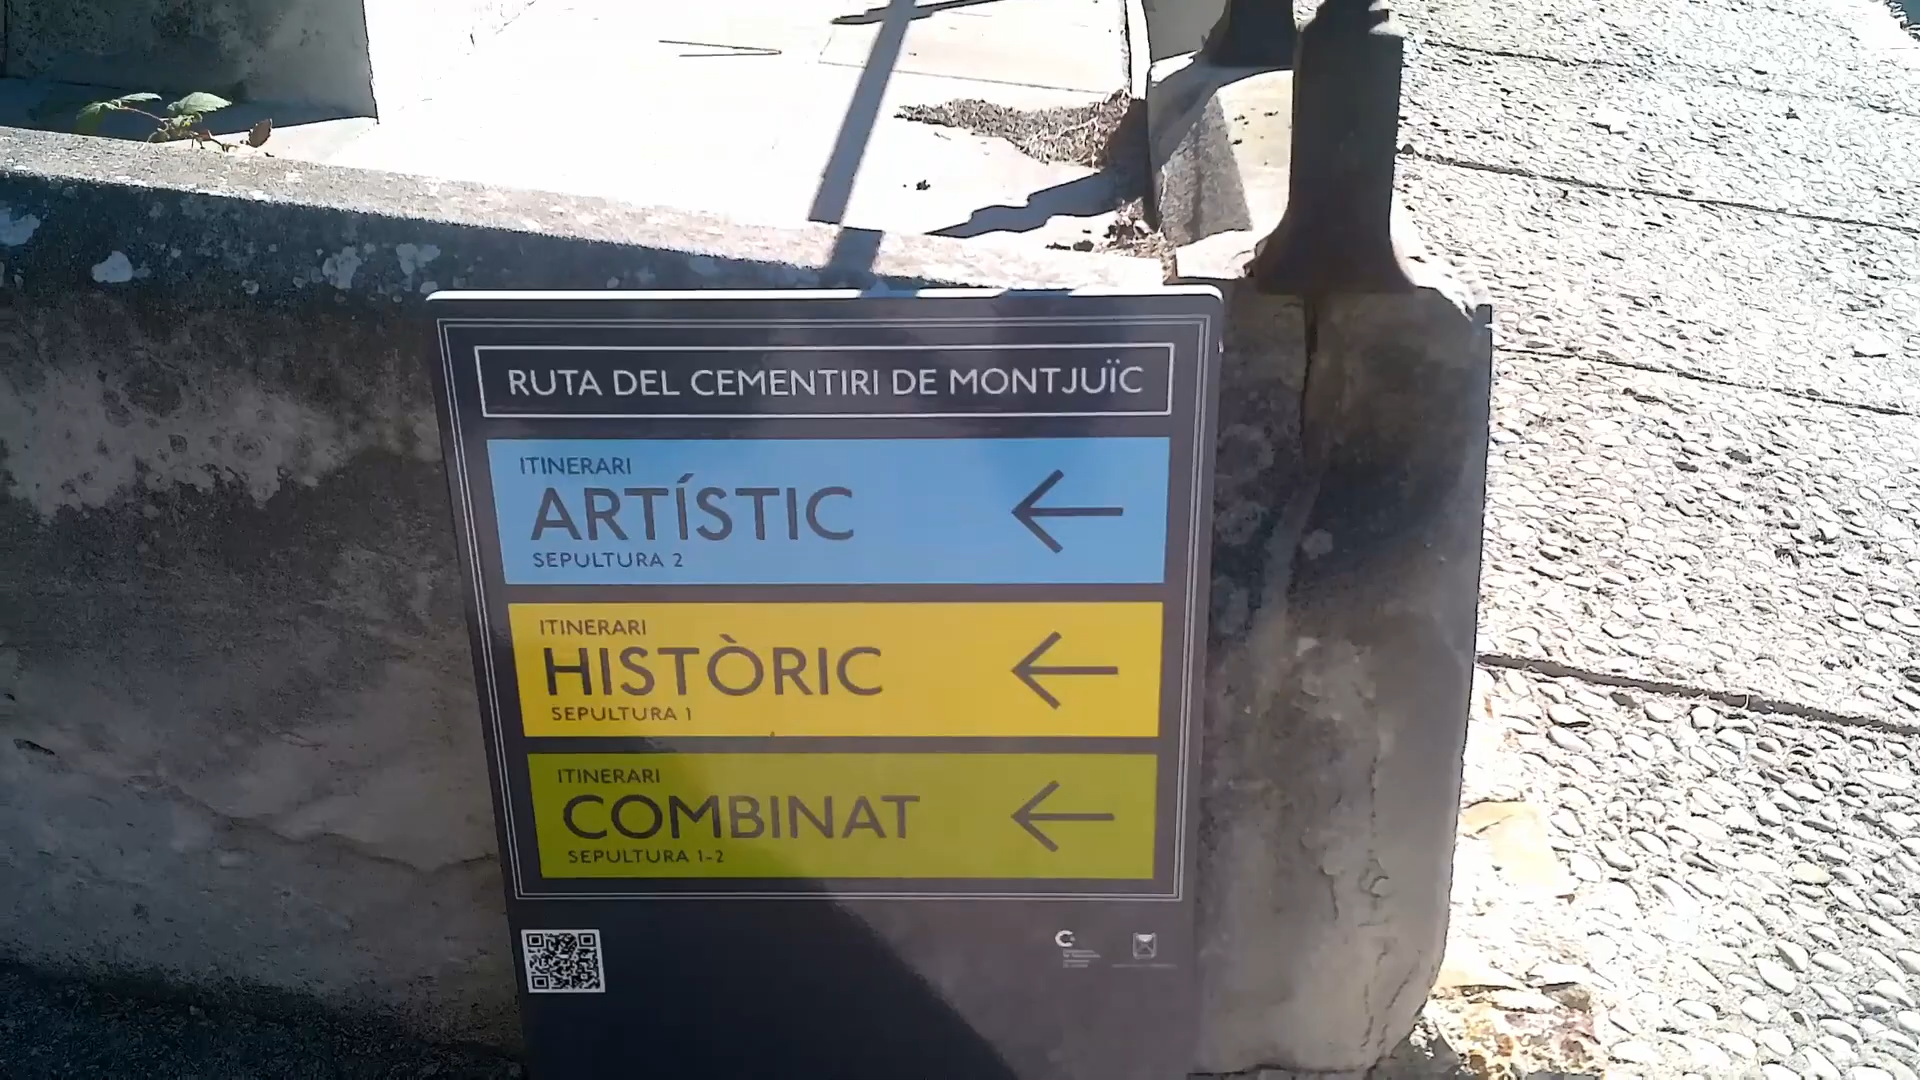 RUTA DEL CEMENTIRI DE MONTJUÏC
ITINERARI
ARTÍSTIC
SEPULTURA 2
ITINERARI
HISTÒRIC
SEPULTURA 1
ITINERARI
COMBINAT
SEPULTURA 1-2